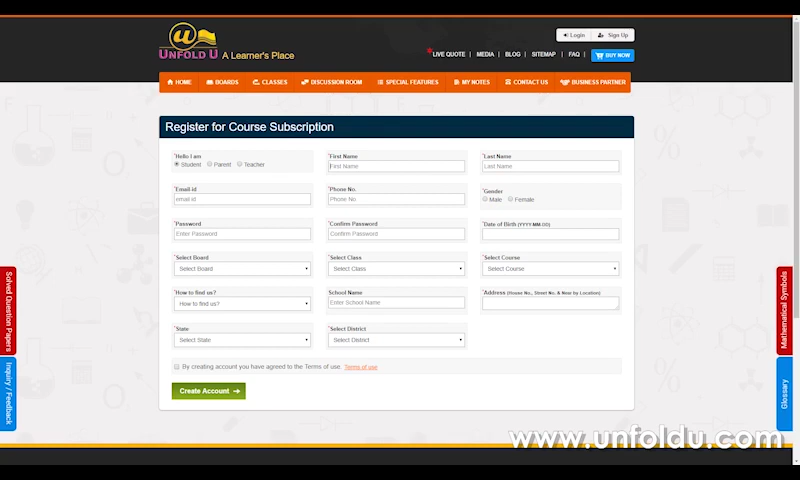 Login
Sign Up
UNFOLD U A Learner's Place
*LIVE QUOTE | MEDIA | BLOG | SITEMAP | FAQ |
BUY NOW
HOME
BOARDS
CLASSES
DISCUSSION ROOM
SPECIAL FEATURES
MY NOTES
CONTACT US
BUSINESS PARTNER
Register for Course Subscription
*Hello I am
Student Parent Teacher
*First Name
First Name
*Last Name
Last Name
*Email id
email id
*Phone No.
Phone No
*Gender
Male Female
*Password
Enter Password
*Confirm Password
Confirm Password
*Date of Birth (YYYY-MM-DD)
*Select Board
Select Board
*Select Class
Select Class
*Select Course
Select Course
*How to find us?
How to find us?
School Name
Enter School Name
*Address (House No., Street No. & Near by Location)
*State
Select State
*Select District
Select District
By creating account you have agreed to the Terms of use. Terms of use
Create Account
Solved Question Papers
Inquiry / Feedback
Mathematical Symbols
Glossary
www.unfoldu.com